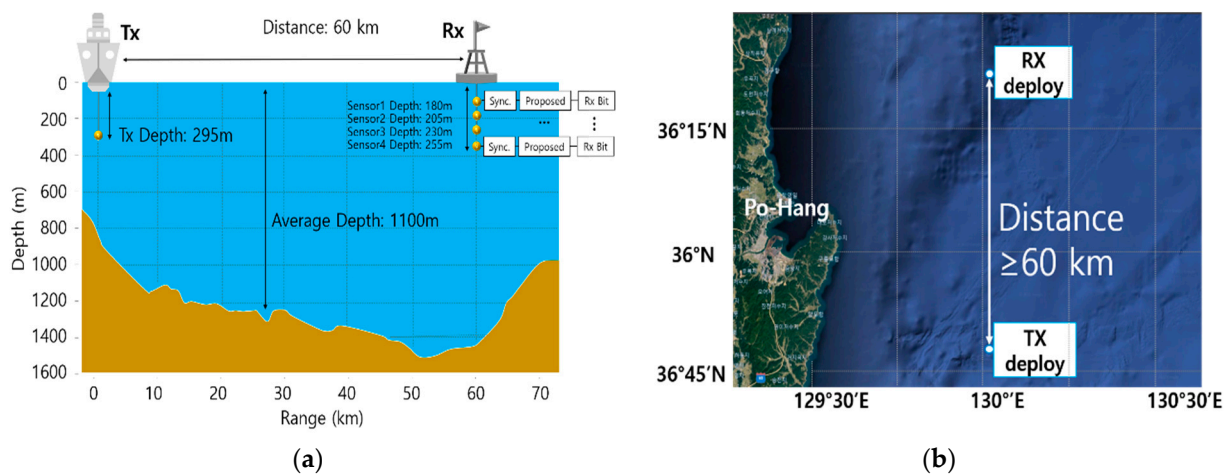 Tx
Distance: 60 km
Rx
0
200
400
600
800
1000
1200
1400
1600
Depth (m)
Tx Depth: 295m
Sensor1 Depth: 180m
Sensor2 Depth: 205m
Sensor3 Depth: 230m
Sensor4 Depth: 255m
Sync. Proposed Rx Bit
... ⋮
Sync. Proposed Rx Bit
Average Depth: 1100m
0 10 20 30 40 50 60 70
Range (km)
(a)
RX
deploy
36°15′N
Po-Hang
36°N
Distance
≥60 km
TX
deploy
36°45′N
129°30′E 130°′E 130°30′E
(b)